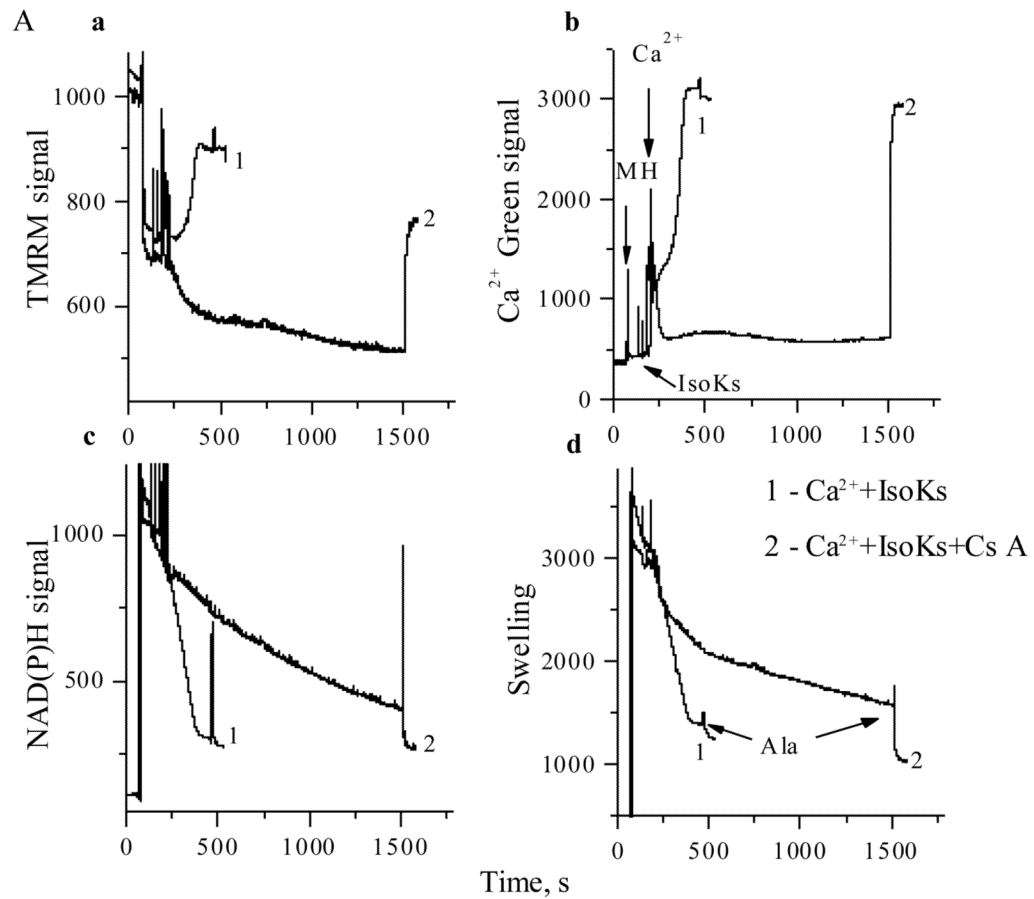 A
a
b
TMRM signal
1000
800
600
0
500
1000
1500
1
2
Ca²⁺ Green signal
3000
2000
1000
0
0
500
1000
1500
Ca²⁺
MH
IsoKs
1
2
c
d
NAD(P)H signal
1000
500
0
500
1000
1500
1
2
Swelling
3000
2000
1000
0
500
1000
1500
1 - Ca²⁺+IsoKs
2 - Ca²⁺+IsoKs+Cs A
Ala
1
2
Time, s